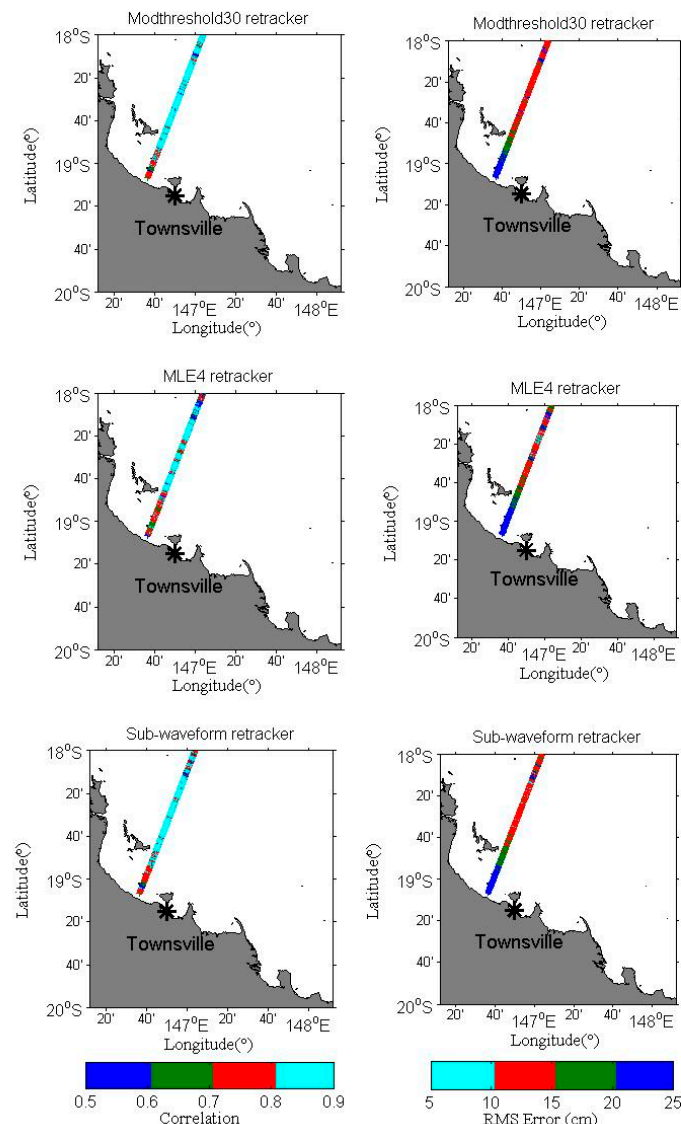 Modthreshold30 retracker
18°S
20'
40'
19°S
20'
40'
20°S
Latitude(°)
Townsville
20' 40' 147°E 20' 40' 148°E
Longitude(°)
Modthreshold30 retracker
18°S
20'
40'
19°S
20'
40'
20°S
Latitude(°)
Townsville
20' 40' 147°E 20' 40' 148°E
Longitude(°)
MLE4 retracker
18°S
20'
40'
19°S
20'
40'
20°S
Latitude(°)
Townsville
20' 40' 147°E 20' 40' 148°E
Longitude(°)
MLE4 retracker
18°S
20'
40'
19°S
20'
40'
20°S
Latitude(°)
Townsville
20' 40' 147°E 20' 40' 148°E
Longitude(°)
Sub-waveform retracker
18°S
20'
40'
19°S
20'
40'
20°S
Latitude(°)
Townsville
20' 40' 147°E 20' 40' 148°E
Longitude(°)
Sub-waveform retracker
18°S
20'
40'
19°S
20'
40'
20°S
Latitude(°)
Townsville
20' 40' 147°E 20' 40' 148°E
Longitude(°)
0.5 0.6 0.7 0.8 0.9
Correlation
5 10 15 20 25
RMS Error (cm)